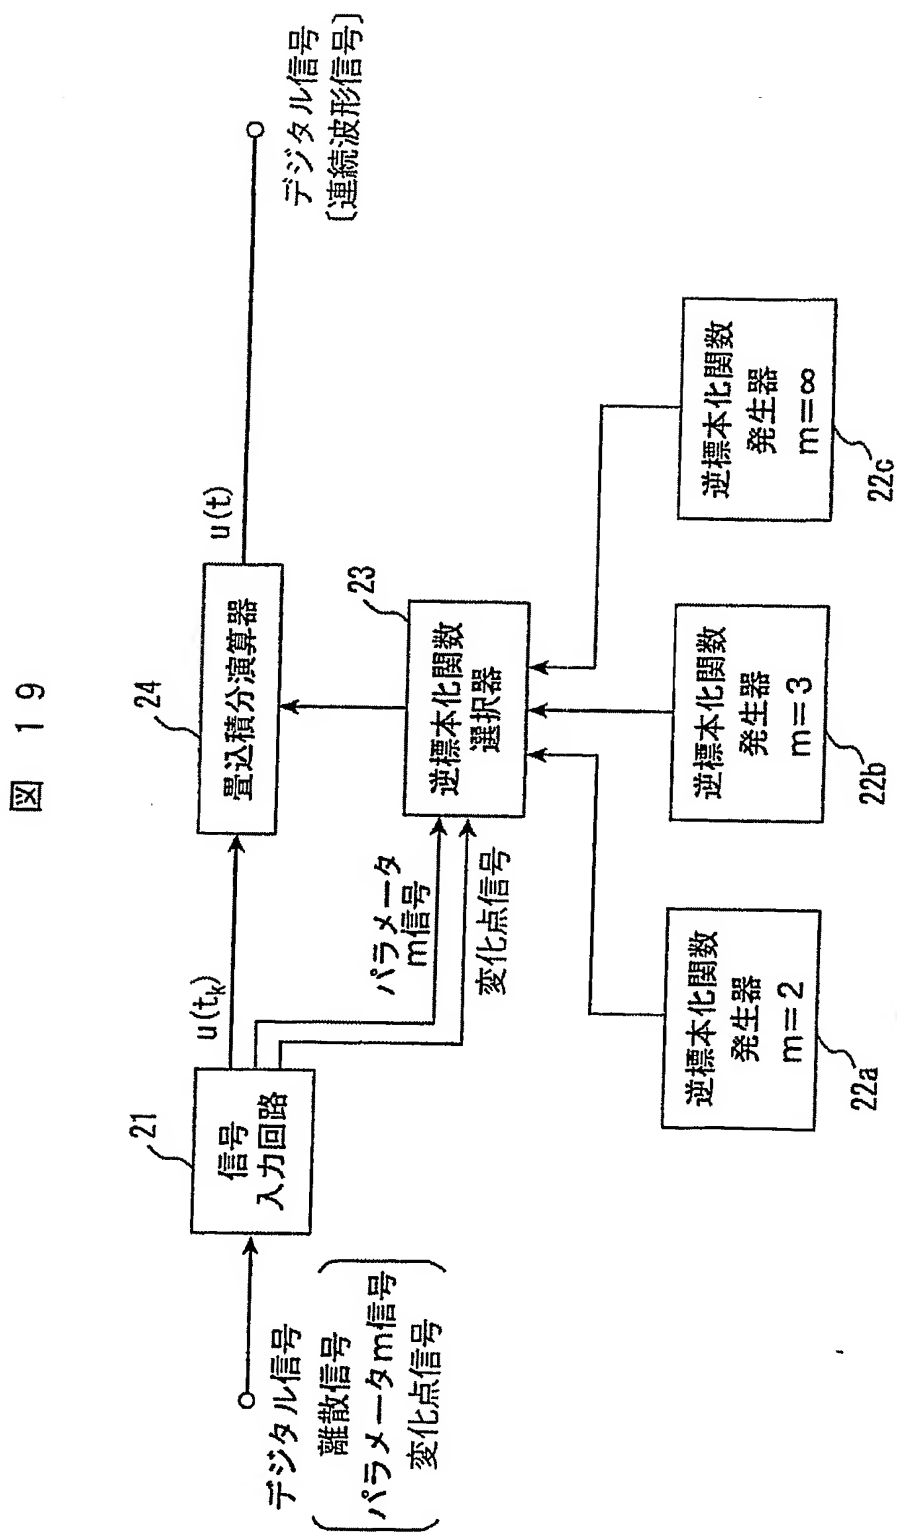 図 19
デジタル信号
離散信号
パラメータm信号
変化点信号
21
信号
入力回路
u(tk)
パラメータ
m信号
変化点信号
24
畳込積分演算器
u(t)
デジタル信号
(連続波形信号)
23
逆標本化関数
選択器
逆標本化関数
発生器
m=2
22a
逆標本化関数
発生器
m=3
22b
逆標本化関数
発生器
m=∞
22c